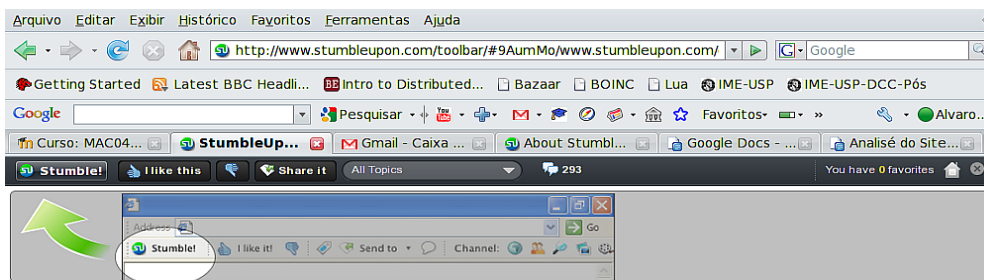 Arquivo Editar Exibir Histórico Favoritos Ferramentas Ajuda
http://www.stumbleupon.com/toolbar/#9AumMo/www.stumbleupon.com/ G Google
Getting Started Latest BBC Headli... BB Intro to Distributed... Bazaar BOINC Lua IME-USP IME-USP-DCC-Pós
Google Pesquisar You Tube Favoritos Alvaro...
Curso: MAC04... StumbleUp... Gmail - Caixa ... About Stumbl... Google Docs - ... Analisé do Site...
Stumble! I like this Share it All Topics 293 You have 0 favorites
Address Go
Stumble! I like it! Send to Channel: